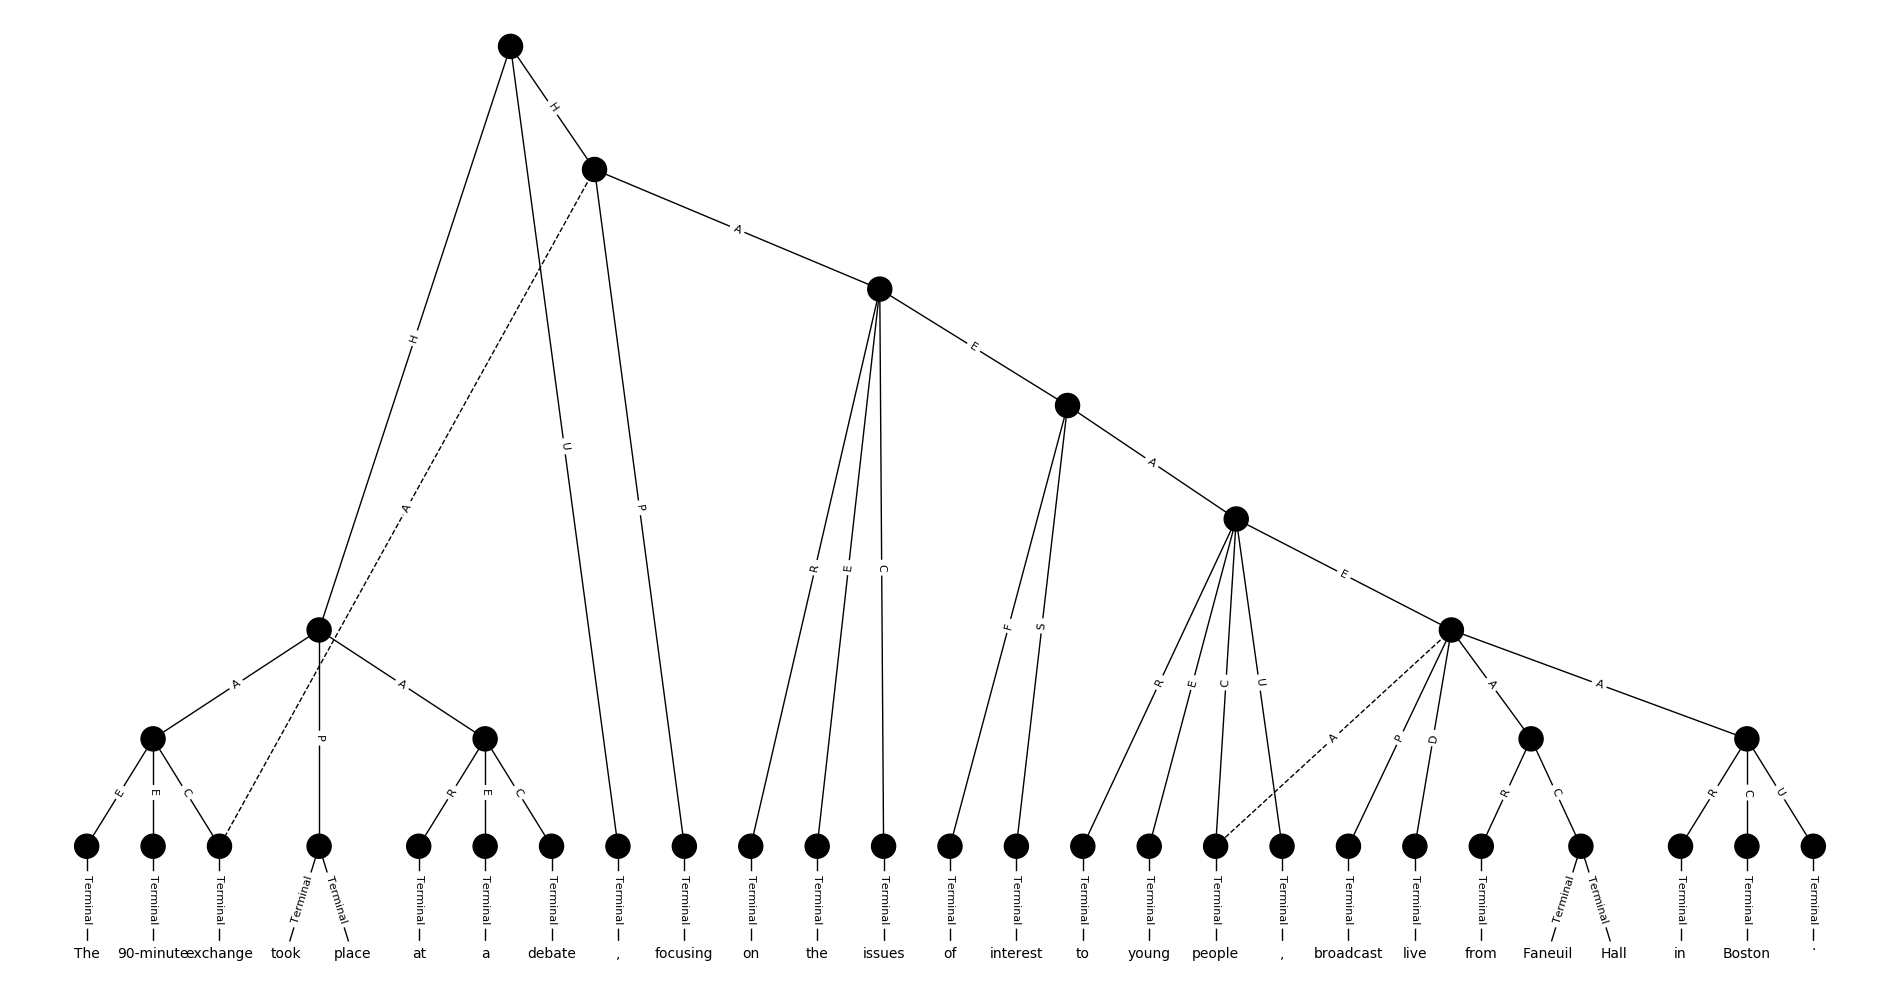 H
A
E
H
U
A
A
P
E
R
E
C
F
S
A
P
A
R
E
C
U
A
P
D
A
A
E
E
C
R
E
C
R
C
R
C
U
Terminal Terminal Terminal Terminal Terminal Terminal Terminal Terminal Terminal Terminal Terminal Terminal Terminal Terminal Terminal Terminal Terminal Terminal Terminal Terminal Terminal Terminal Terminal Terminal Terminal Terminal Terminal
The 90-minute exchange took place at a debate , focusing on the issues of interest to young people , broadcast live from Faneuil Hall in Boston .